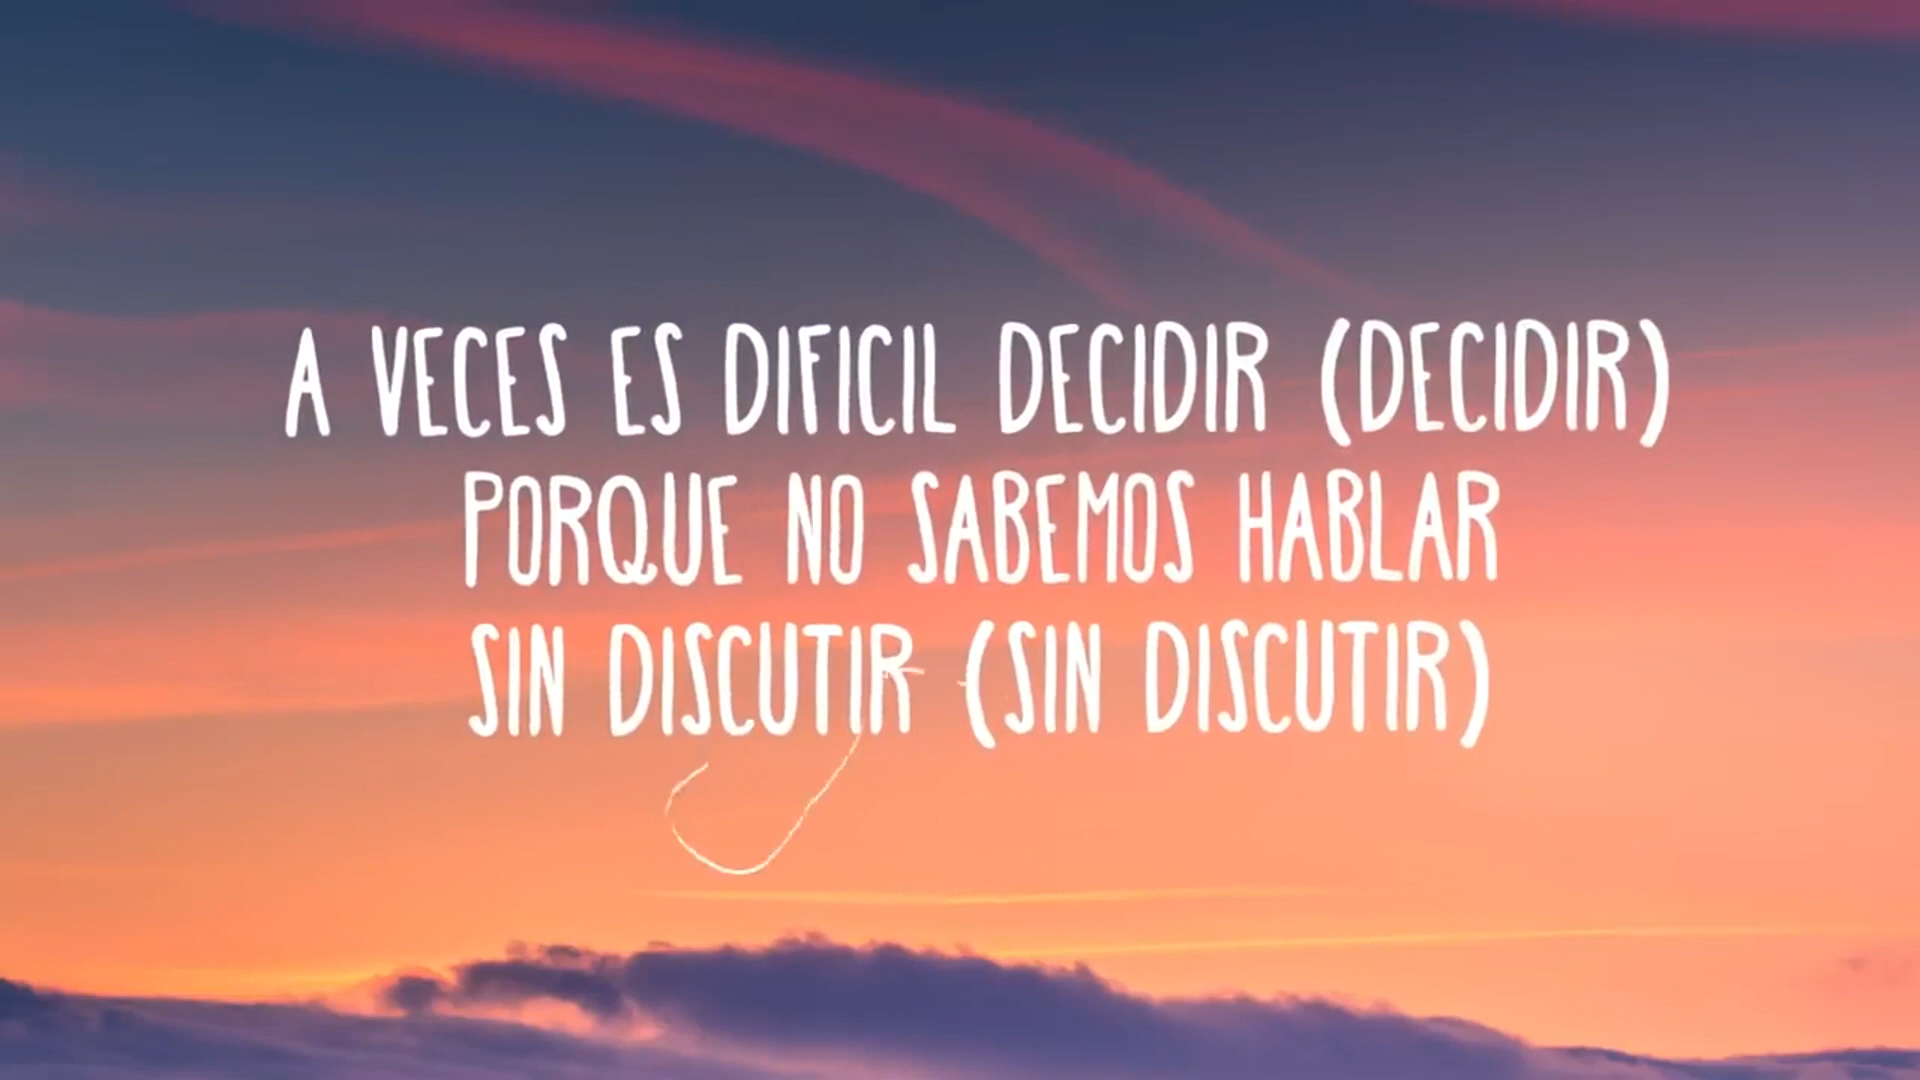 A VECES ES DIFICIL DECIDIR (DECIDIR)
PORQUE NO SABEMOS HABLAR
SIN DISCUTIR (SIN DISCUTIR)